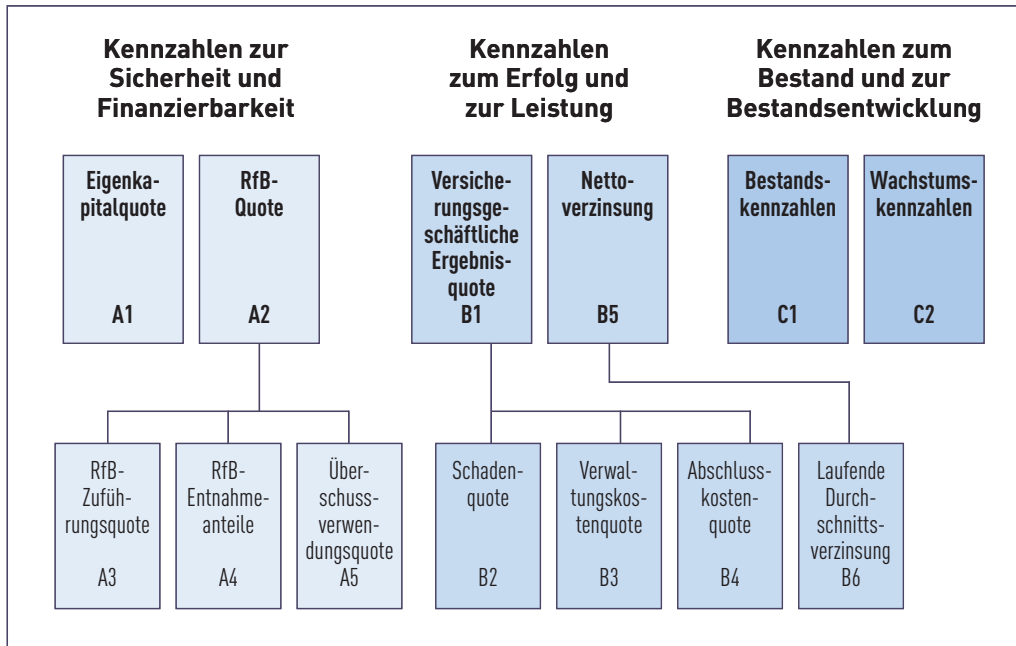 Kennzahlen zur
Sicherheit und
Finanzierbarkeit
Kennzahlen
zum Erfolg und
zur Leistung
Kennzahlen zum
Bestand und zur
Bestandsentwicklung
Eigenka-
pitalquote
A1
RfB-
Quote
A2
Versiche-
rungsge-
schäftliche
Ergebnis-
quote
B1
Netto-
verzinsung
B5
Bestands-
kennzahlen
C1
Wachstums-
kennzahlen
C2
RfB-
Zufüh-
rungsquote
A3
RfB-
Entnahme-
anteile
A4
Über-
schuss-
verwen-
dungsquote
A5
Schaden-
quote
B2
Verwal-
tungskos-
tenquote
B3
Abschluss-
kosten-
quote
B4
Laufende
Durch-
schnitts-
verzinsung
B6